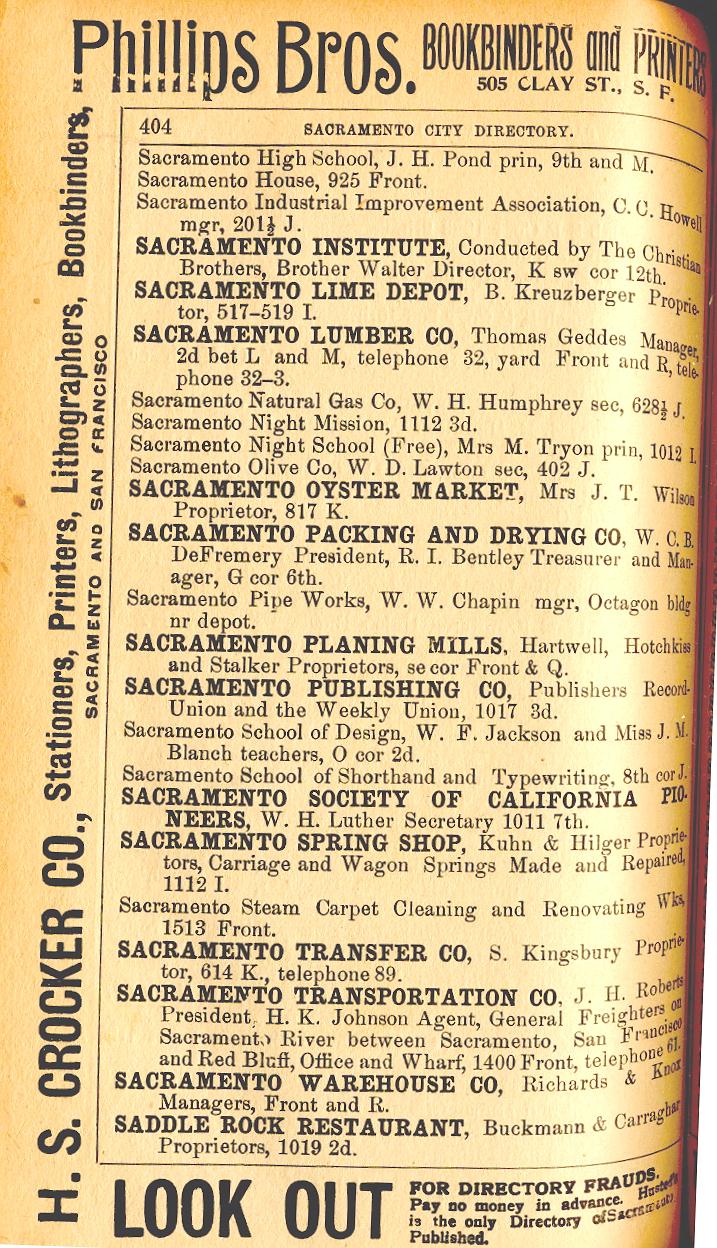 Phillips Bros. BOOKBINDERS and PRINTERS
505 CLAY ST., S. F.
H. S. CROCKER CO., Stationers, Printers, Lithographers, Bookbinders,
SACRAMENTO AND SAN FRANCISCO
404 SACRAMENTO CITY DIRECTORY.
Sacramento High School, J. H. Pond prin, 9th and M.
Sacramento House, 925 Front.
Sacramento Industrial Improvement Association, C. C. Howell
mgr, 201½ J.
SACRAMENTO INSTITUTE, Conducted by The Christian
Brothers, Brother Walter Director, K sw cor 12th.
SACRAMENTO LIME DEPOT, B. Kreuzberger Proprie-
tor, 517–519 I.
SACRAMENTO LUMBER CO, Thomas Geddes Manager,
2d bet L and M, telephone 32, yard Front and R, tele-
phone 32–3.
Sacramento Natural Gas Co, W. H. Humphrey sec, 628½ J.
Sacramento Night Mission, 1112 3d.
Sacramento Night School (Free), Mrs M. Tryon prin, 1012 I.
Sacramento Olive Co, W. D. Lawton sec, 402 J.
SACRAMENTO OYSTER MARKET, Mrs J. T. Wilson
Proprietor, 817 K.
SACRAMENTO PACKING AND DRYING CO, W. C. B.
DeFremery President, R. I. Bentley Treasurer and Man-
ager, G cor 6th.
Sacramento Pipe Works, W. W. Chapin mgr, Octagon bldg
nr depot.
SACRAMENTO PLANING MILLS, Hartwell, Hotchkiss
and Stalker Proprietors, se cor Front & Q.
SACRAMENTO PUBLISHING CO, Publishers Record-
Union and the Weekly Union, 1017 3d.
Sacramento School of Design, W. F. Jackson and Miss J. M.
Blanch teachers, O cor 2d.
Sacramento School of Shorthand and Typewriting, 8th cor J.
SACRAMENTO SOCIETY OF CALIFORNIA PIO-
NEERS, W. H. Luther Secretary 1011 7th.
SACRAMENTO SPRING SHOP, Kuhn & Hilger Proprie-
tors, Carriage and Wagon Springs Made and Repaired,
1112 I.
Sacramento Steam Carpet Cleaning and Renovating Wks,
1513 Front.
SACRAMENTO TRANSFER CO, S. Kingsbury Proprie-
tor, 614 K., telephone 89.
SACRAMENTO TRANSPORTATION CO, J. H. Roberts
President, H. K. Johnson Agent, General Freighters on
Sacramento River between Sacramento, San Francisco
and Red Bluff, Office and Wharf, 1400 Front, telephone 61.
SACRAMENTO WAREHOUSE CO, Richards & Knox
Managers, Front and R.
SADDLE ROCK RESTAURANT, Buckmann & Carraghar
Proprietors, 1019 2d.
LOOK OUT
FOR DIRECTORY FRAUDS.
Pay no money in advance. Husted's
is the only Directory of Sacramento
Published.